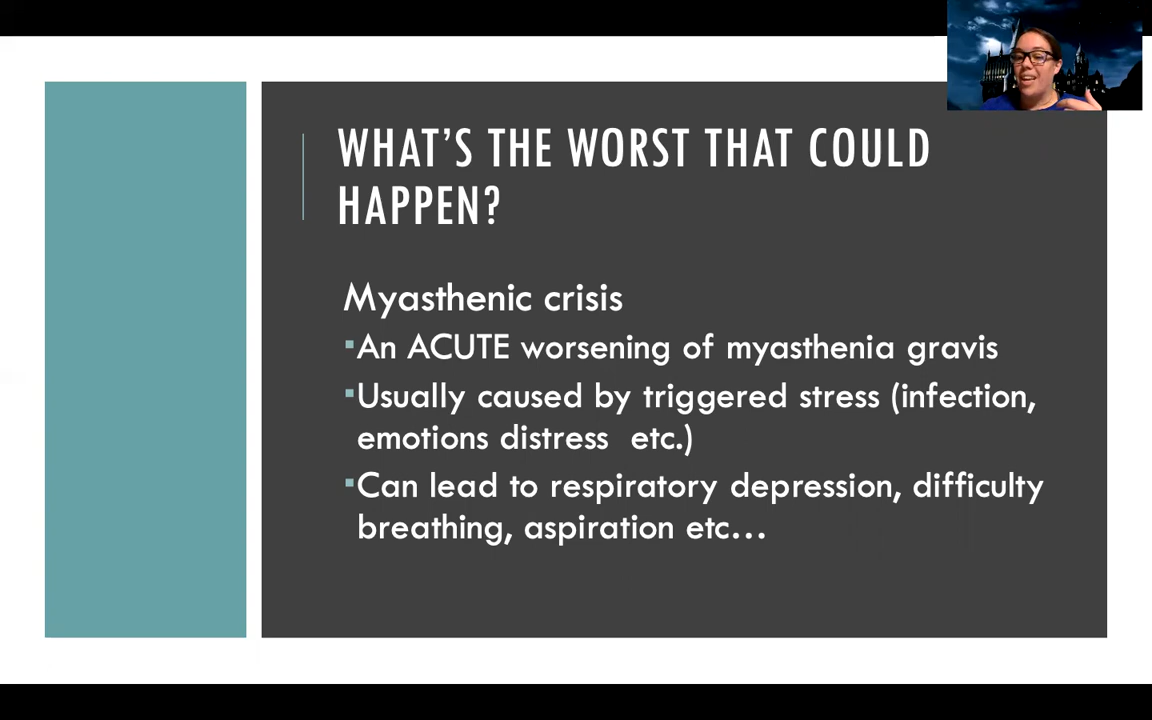 WHAT’S THE WORST THAT COULD
HAPPEN?
Myasthenic crisis
▪An ACUTE worsening of myasthenia gravis
▪Usually caused by triggered stress (infection,
emotions distress  etc.)
▪Can lead to respiratory depression, difficulty
breathing, aspiration etc…